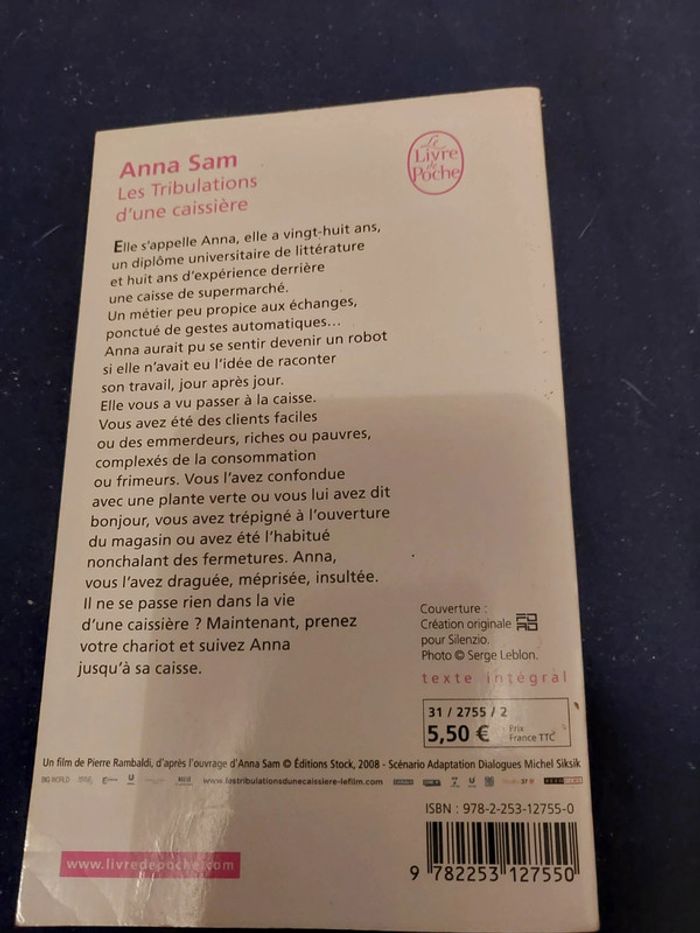 Anna Sam
Les Tribulations
d'une caissière
Le
Livre
de
Poche
Elle s'appelle Anna, elle a vingt-huit ans,
un diplôme universitaire de littérature
et huit ans d'expérience derrière
une caisse de supermarché.
Un métier peu propice aux échanges,
ponctué de gestes automatiques...
Anna aurait pu se sentir devenir un robot
si elle n'avait eu l'idée de raconter
son travail, jour après jour.
Elle vous a vu passer à la caisse.
Vous avez été des clients faciles
ou des emmerdeurs, riches ou pauvres,
complexés de la consommation
ou frimeurs. Vous l'avez confondue
avec une plante verte ou vous lui avez dit
bonjour, vous avez trépigné à l'ouverture
du magasin ou avez été l'habitué
nonchalant des fermetures. Anna,
vous l'avez draguée, méprisée, insultée.
Il ne se passe rien dans la vie
d'une caissière ? Maintenant, prenez
votre chariot et suivez Anna
jusqu'à sa caisse.
Couverture :
Création originale
pour Silenzio.
Photo © Serge Leblon.
texte intégral
31 / 2755 / 2
5,50 € Prix
France TTC
Un film de Pierre Rambaldi, d'après l'ouvrage d'Anna Sam © Éditions Stock, 2008 - Scénario Adaptation Dialogues Michel Siksik
BIG WORLD www.lestribulationsdunecaissiere-lefilm.com
ISBN : 978-2-253-12755-0
www.livredepoche.com
9 782253 127550